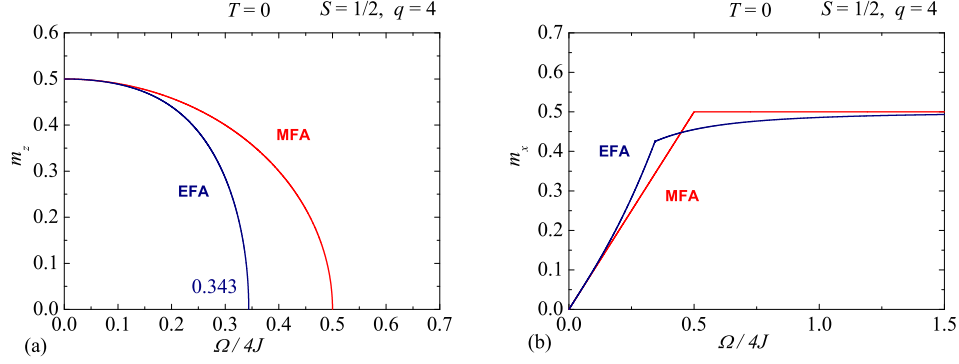 T = 0 S = 1/2, q = 4
0.6
0.5
0.4
0.3
0.2
0.1
0.0
m_z
MFA
EFA
0.343
0.0 0.1 0.2 0.3 0.4 0.5 0.6 0.7
(a) Ω / 4J
T = 0 S = 1/2, q = 4
0.7
0.6
0.5
0.4
0.3
0.2
0.1
0.0
m_x
EFA
MFA
0.0 0.5 1.0 1.5
(b) Ω / 4J